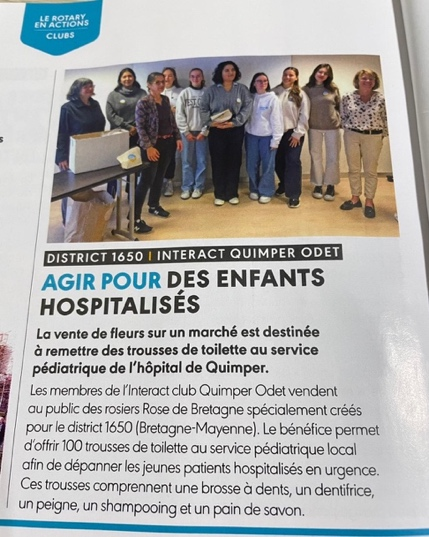 LE ROTARY
EN ACTIONS
CLUBS
DISTRICT 1650 | INTERACT QUIMPER ODET
AGIR POUR DES ENFANTS
HOSPITALISÉS
La vente de fleurs sur un marché est destinée
à remettre des trousses de toilette au service
pédiatrique de l'hôpital de Quimper.
Les membres de l'Interact club Quimper Odet vendent
au public des rosiers Rose de Bretagne spécialement créés
pour le district 1650 (Bretagne-Mayenne). Le bénéfice permet
d'offrir 100 trousses de toilette au service pédiatrique local
afin de dépanner les jeunes patients hospitalisés en urgence.
Ces trousses comprennent une brosse à dents, un dentifrice,
un peigne, un shampooing et un pain de savon.